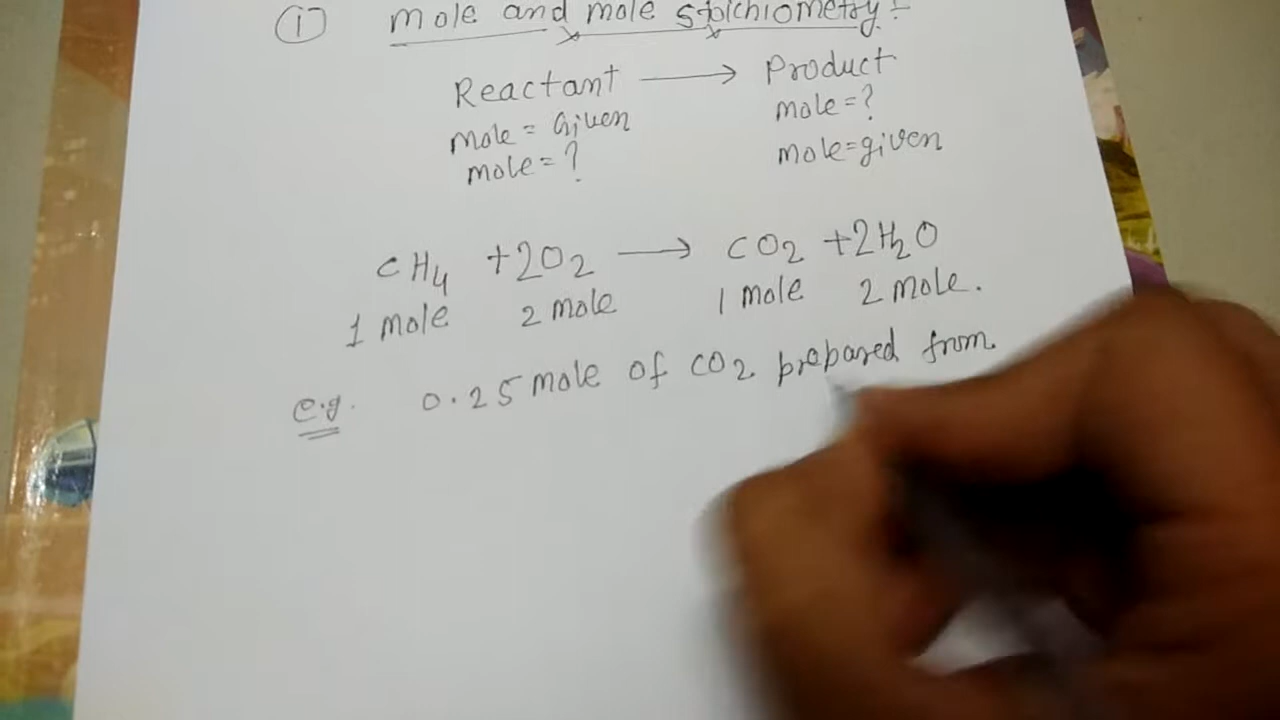 ① mole and mole stoichiometry:-
Reactant → Product
mole = Given mole = ?
mole = ? mole = given
CH₄ + 2O₂ → CO₂ + 2H₂O
1 mole 2 mole 1 mole 2 mole.
e.g. 0.25 mole of CO₂ prepared from